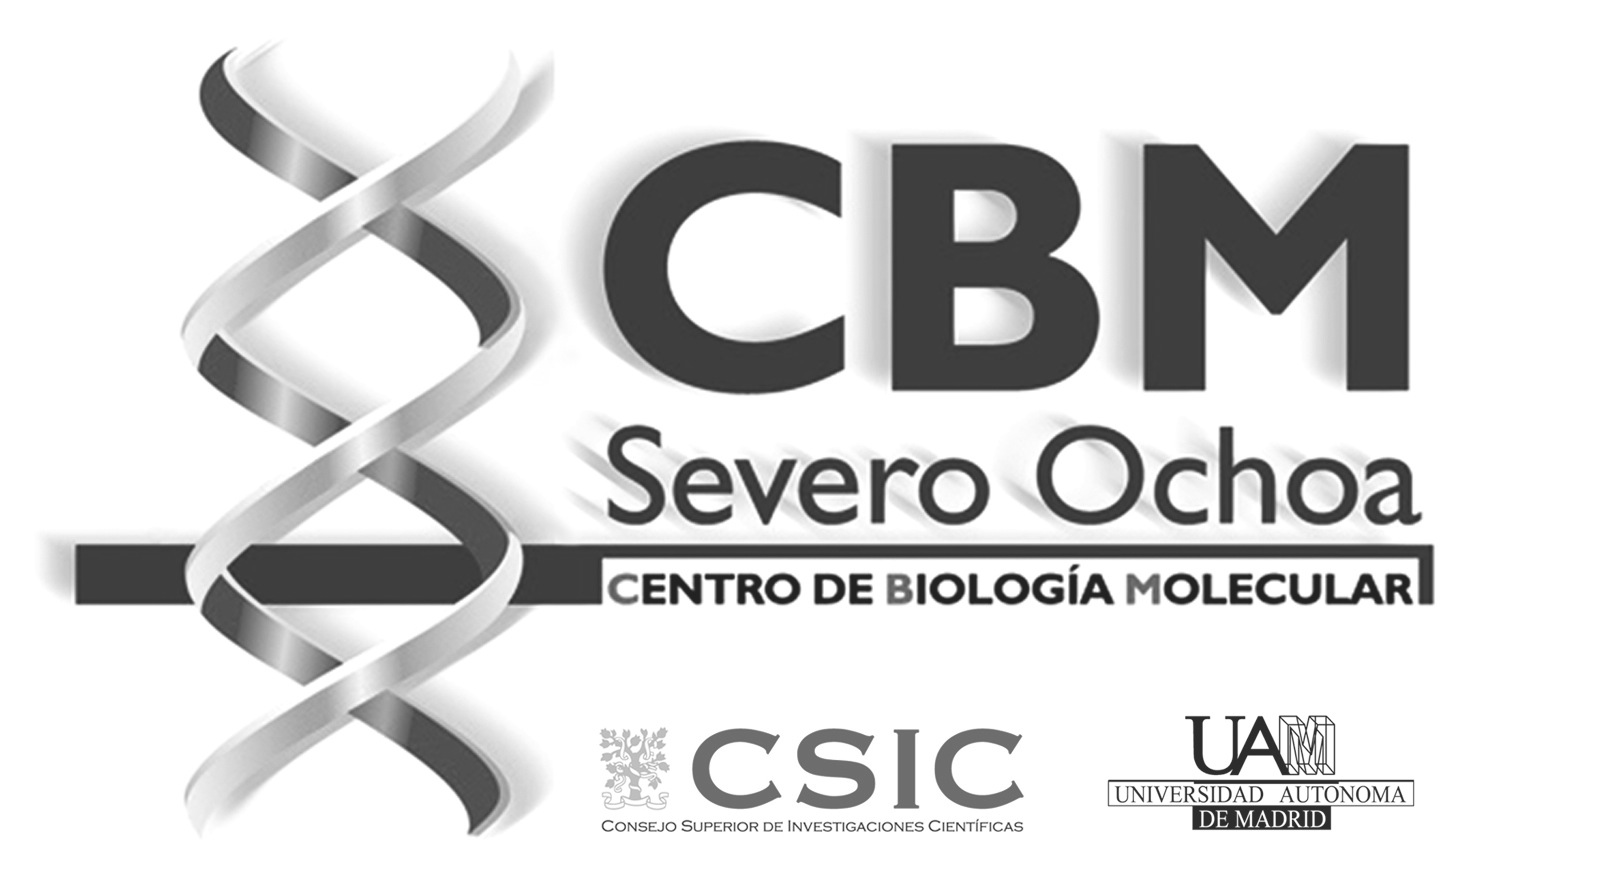 CBM
Severo Ochoa
CENTRO DE BIOLOGÍA MOLECULAR
CSIC
CONSEJO SUPERIOR DE INVESTIGACIONES CIENTÍFICAS
UAM
UNIVERSIDAD AUTONOMA
DE MADRID